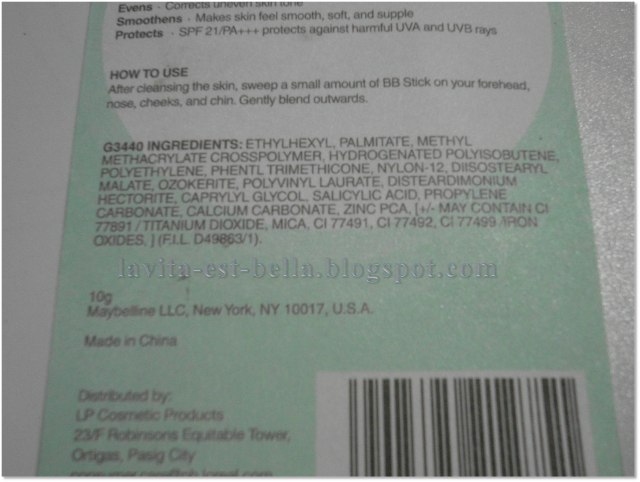 Evens - Corrects uneven skin tone
Smoothens - Makes skin feel smooth, soft, and supple
Protects - SPF 21/PA+++ protects against harmful UVA and UVB rays
HOW TO USE
After cleansing the skin, sweep a small amount of BB Stick on your forehead,
nose, cheeks, and chin. Gently blend outwards.
G3440 INGREDIENTS: ETHYLHEXYL, PALMITATE, METHYL
METHACRYLATE CROSSPOLYMER, HYDROGENATED POLYISOBUTENE,
POLYETHYLENE, PHENTL TRIMETHICONE, NYLON-12, DIISOSTEARYL
MALATE, OZOKERITE, POLYVINYL LAURATE, DISTEARDIMONIUM
HECTORITE, CAPRYLYL GLYCOL, SALICYLIC ACID, PROPYLENE
CARBONATE, CALCIUM CARBONATE, ZINC PCA, [+/- MAY CONTAIN CI
77891 / TITANIUM DIOXIDE, MICA, CI 77491, CI 77492, CI 77499 /IRON
OXIDES, ] (F.I.L. D49863/1).
lavita-est-bella.blogspot.com
10g
Maybelline LLC, New York, NY 10017, U.S.A.
Made in China
Distributed by:
LP Cosmetic Products
23/F Robinsons Equitable Tower,
Ortigas, Pasig City